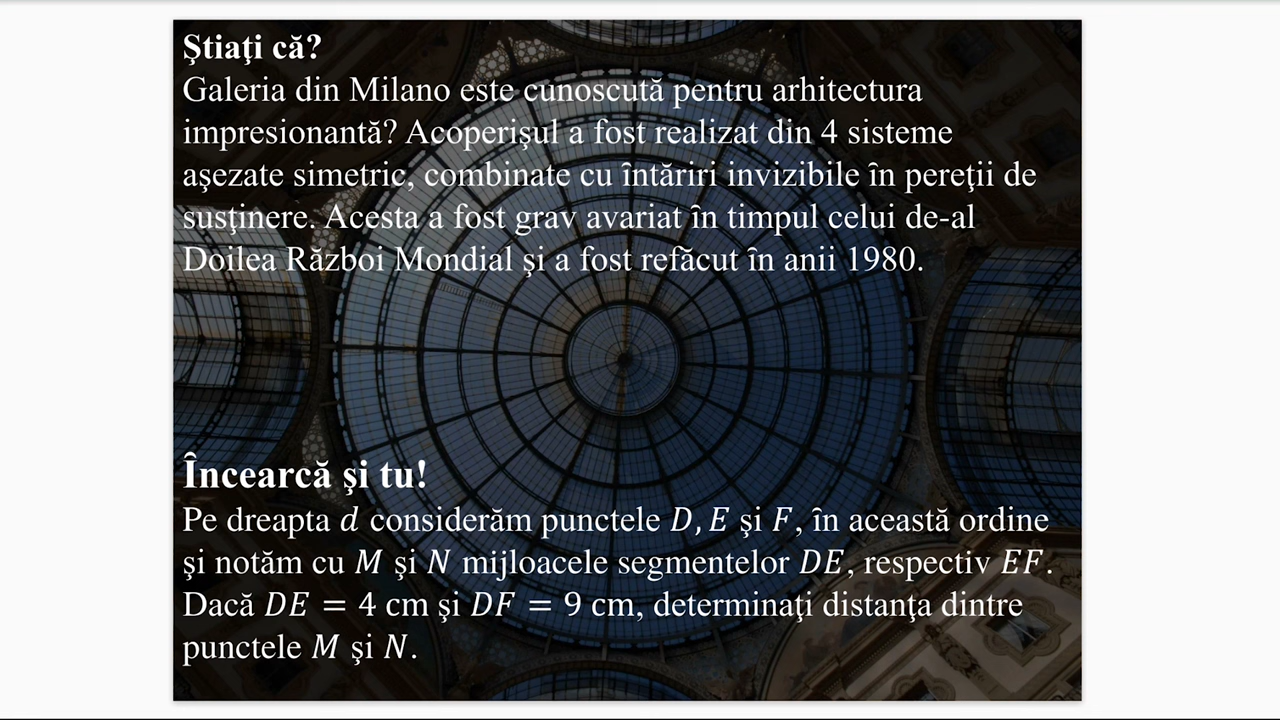 Ştiaţi că?
Galeria din Milano este cunoscută pentru arhitectura
impresionantă? Acoperişul a fost realizat din 4 sisteme
aşezate simetric, combinate cu întăriri invizibile în pereţii de
susţinere. Acesta a fost grav avariat în timpul celui de-al
Doilea Război Mondial şi a fost refăcut în anii 1980.
Încearcă şi tu!
Pe dreapta d considerăm punctele D, E şi F, în această ordine
şi notăm cu M şi N mijloacele segmentelor DE, respectiv EF.
Dacă DE = 4 cm şi DF = 9 cm, determinaţi distanţa dintre
punctele M şi N.